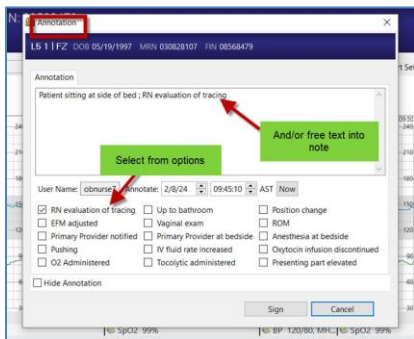 Annotation
L5 1 | FZ DOB 05/19/1997 MRN 030828107 FIN 08568479
Annotation
Patient sitting at side of bed ; RN evaluation of tracing
And/or free text into
note
Select from options
User Name: obnurse7 Annotate: 2/8/24 09:45:10 AST Now
RN evaluation of tracing Up to bathroom Position change
EFM adjusted Vaginal exam ROM
Primary Provider notified Primary Provider at bedside Anesthesia at bedside
Pushing IV fluid rate increased Oxytocin infusion discontinued
O2 Administered Tocolytic administered Presenting part elevated
Hide Annotation
Sign Cancel
SpO2 99% BP 120/80, MH... SpO2 99%